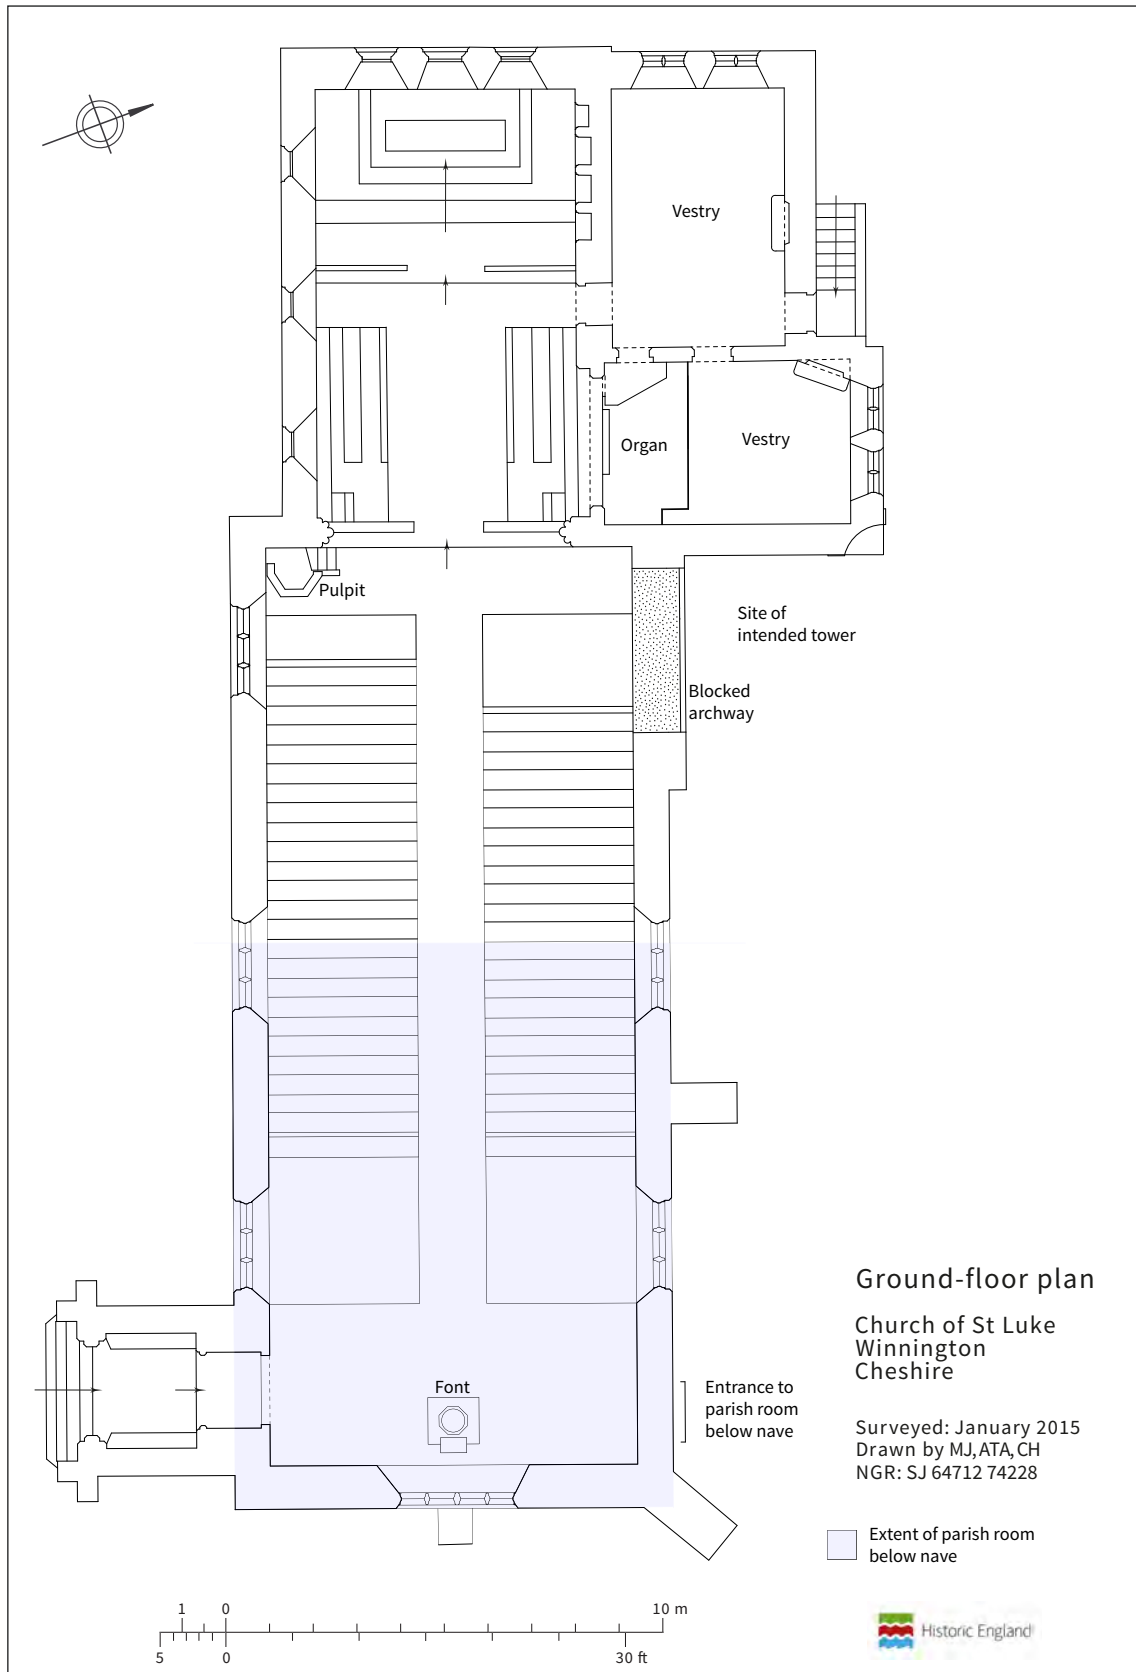 Vestry
Organ
Vestry
Pulpit
Site of
intended tower
Blocked
archway
Font
Entrance to
parish room
below nave
Ground-floor plan
Church of St Luke
Winnington
Cheshire
Surveyed: January 2015
Drawn by MJ, ATA, CH
NGR: SJ 64712 74228
Extent of parish room
below nave
1 0 10 m
5 0 30 ft
Historic England